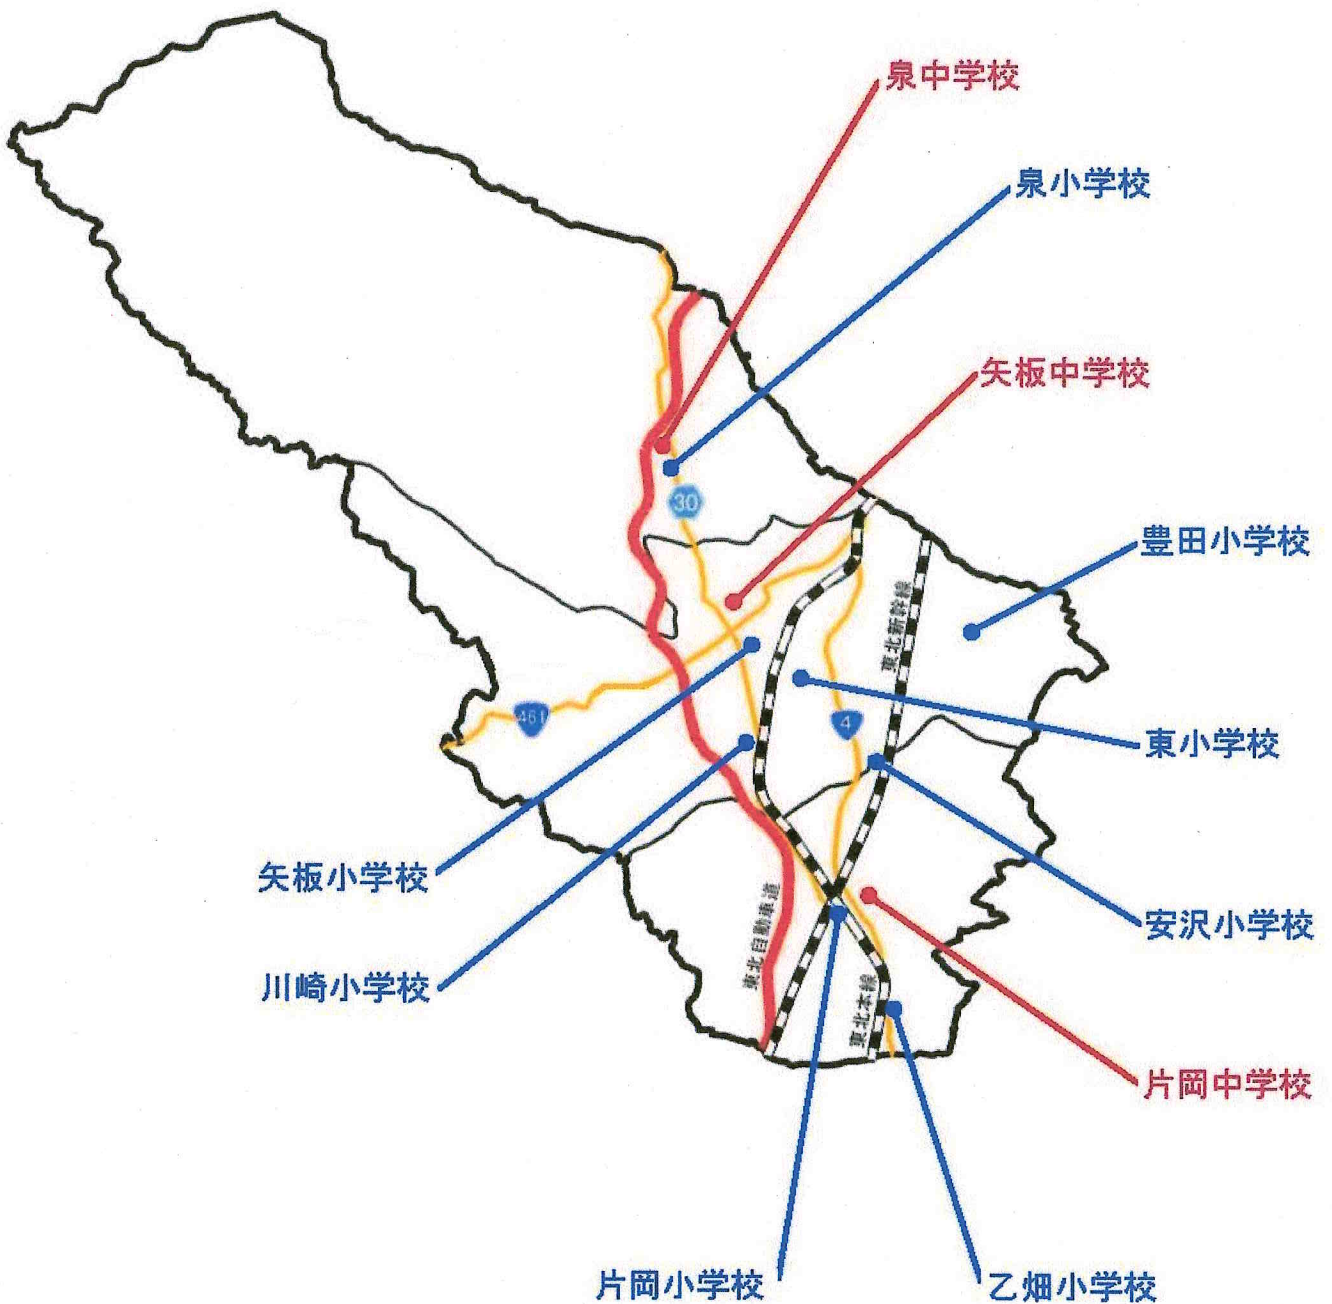 泉中学校
泉小学校
矢板中学校
30
豊田小学校
東北新幹線
461
4
東小学校
矢板小学校
安沢小学校
東北自動車道
川崎小学校
東北本線
片岡中学校
片岡小学校
乙畑小学校